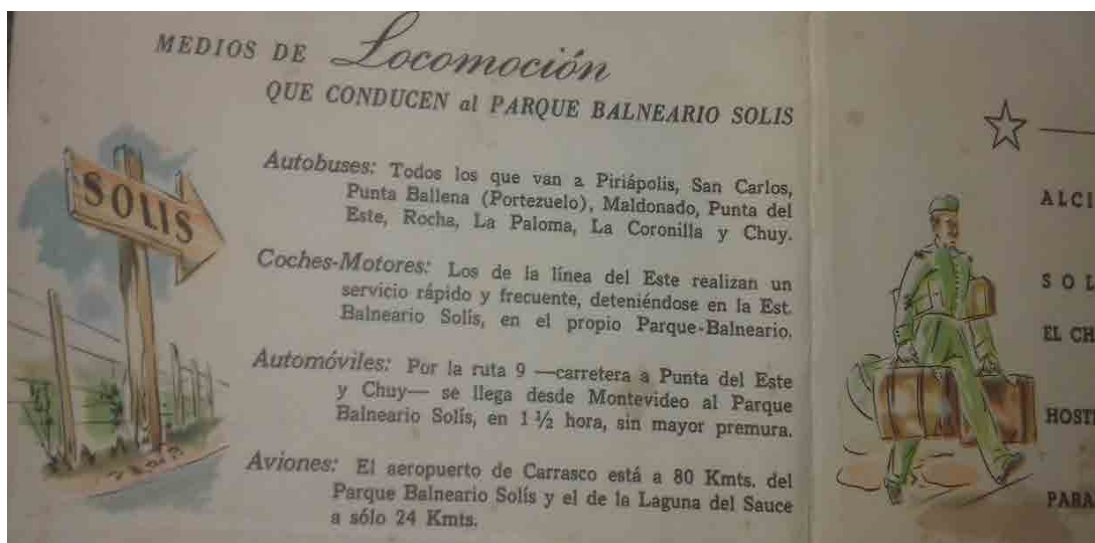 MEDIOS DE Locomoción
QUE CONDUCEN al PARQUE BALNEARIO SOLIS
SOLIS
Autobuses: Todos los que van a Piriápolis, San Carlos,
Punta Ballena (Portezuelo), Maldonado, Punta del
Este, Rocha, La Paloma, La Coronilla y Chuy.
Coches-Motores: Los de la línea del Este realizan un
servicio rápido y frecuente, deteniéndose en la Est.
Balneario Solís, en el propio Parque-Balneario.
Automóviles: Por la ruta 9 —carretera a Punta del Este
y Chuy— se llega desde Montevideo al Parque
Balneario Solís, en 1 ½ hora, sin mayor premura.
Aviones: El aeropuerto de Carrasco está a 80 Kmts. del
Parque Balneario Solís y el de la Laguna del Sauce
a sólo 24 Kmts.
ALCI
SOL
EL CH
HOST
PARA